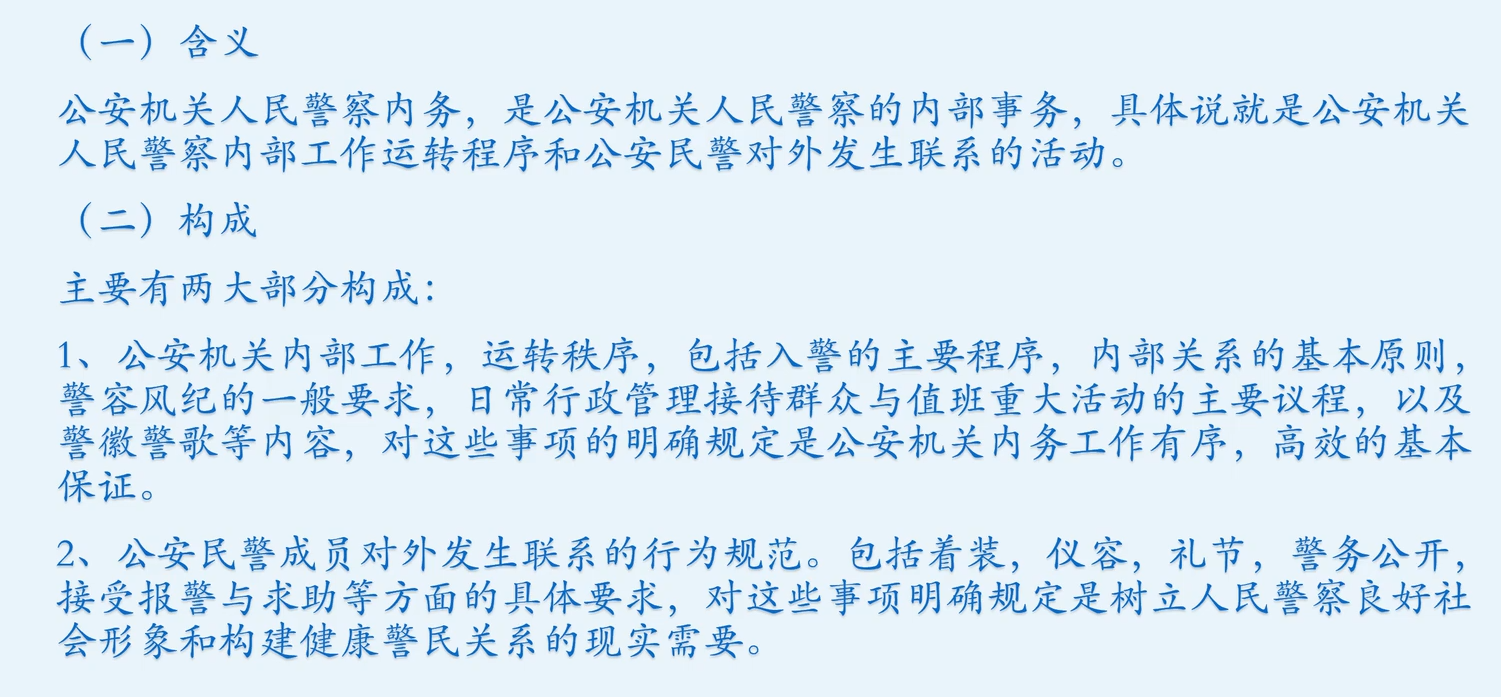 （一）含义
公安机关人民警察内务，是公安机关人民警察的内部事务，具体说就是公安机关
人民警察内部工作运转程序和公安民警对外发生联系的活动。
（二）构成
主要有两大部分构成：
1、公安机关内部工作，运转秩序，包括入警的主要程序，内部关系的基本原则，
警容风纪的一般要求，日常行政管理接待群众与值班重大活动的主要议程，以及
警徽警歌等内容，对这些事项的明确规定是公安机关内务工作有序，高效的基本
保证。
2、公安民警成员对外发生联系的行为规范。包括着装，仪容，礼节，警务公开，
接受报警与求助等方面的具体要求，对这些事项明确规定是树立人民警察良好社
会形象和构建健康警民关系的现实需要。